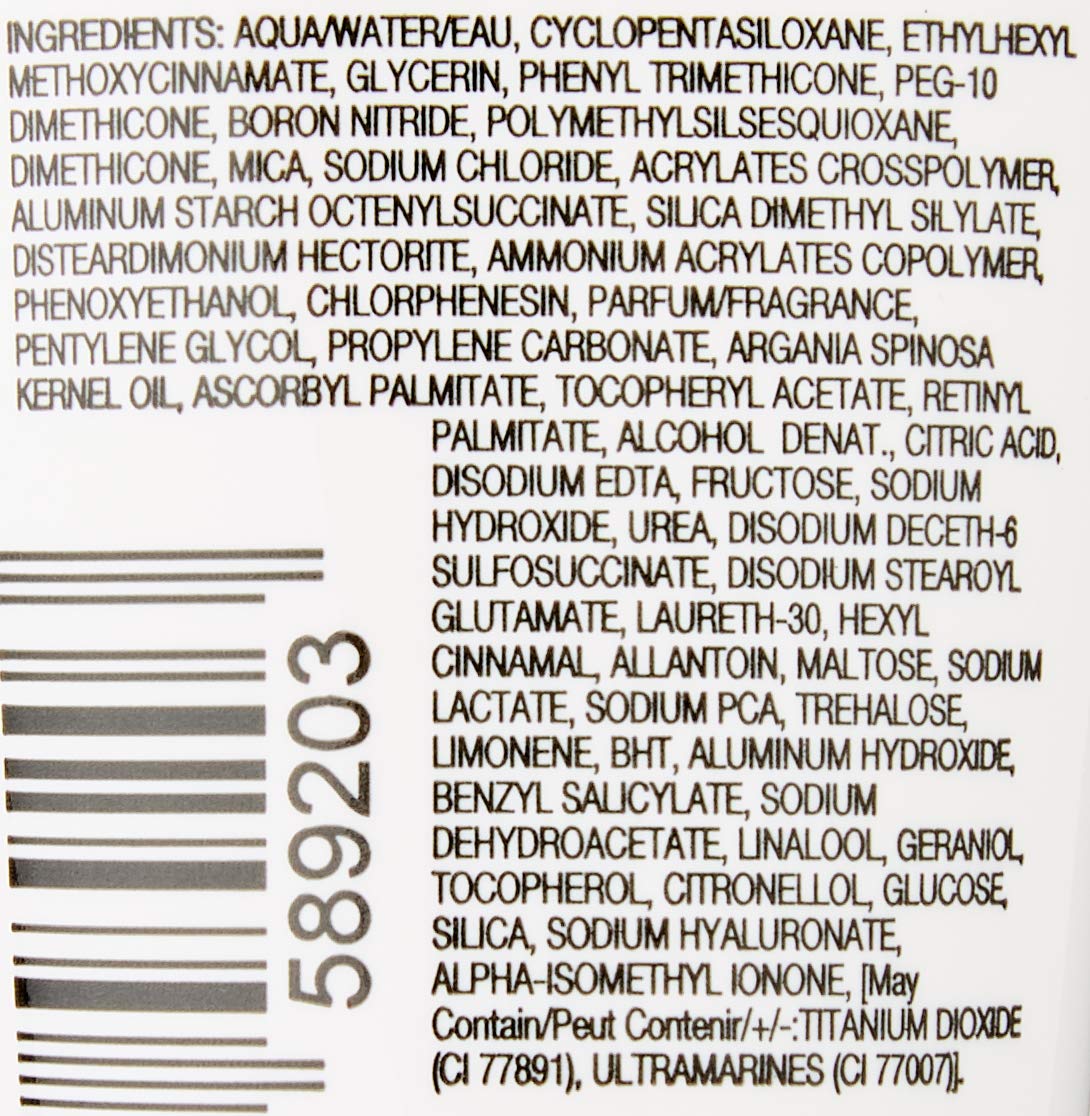 INGREDIENTS: AQUA/WATER/EAU, CYCLOPENTASILOXANE, ETHYLHEXYL
METHOXYCINNAMATE, GLYCERIN, PHENYL TRIMETHICONE, PEG-10
DIMETHICONE, BORON NITRIDE, POLYMETHYLSILSESQUIOXANE,
DIMETHICONE, MICA, SODIUM CHLORIDE, ACRYLATES CROSSPOLYMER,
ALUMINUM STARCH OCTENYLSUCCINATE, SILICA DIMETHYL SILYLATE,
DISTEARDIMONIUM HECTORITE, AMMONIUM ACRYLATES COPOLYMER,
PHENOXYETHANOL, CHLORPHENESIN, PARFUM/FRAGRANCE,
PENTYLENE GLYCOL, PROPYLENE CARBONATE, ARGANIA SPINOSA
KERNEL OIL, ASCORBYL PALMITATE, TOCOPHERYL ACETATE, RETINYL
PALMITATE, ALCOHOL DENAT., CITRIC ACID,
DISODIUM EDTA, FRUCTOSE, SODIUM
HYDROXIDE, UREA, DISODIUM DECETH-6
SULFOSUCCINATE, DISODIUM STEAROYL
GLUTAMATE, LAURETH-30, HEXYL
CINNAMAL, ALLANTOIN, MALTOSE, SODIUM
LACTATE, SODIUM PCA, TREHALOSE,
LIMONENE, BHT, ALUMINUM HYDROXIDE,
BENZYL SALICYLATE, SODIUM
DEHYDROACETATE, LINALOOL, GERANIOL,
TOCOPHEROL, CITRONELLOL, GLUCOSE,
SILICA, SODIUM HYALURONATE,
ALPHA-ISOMETHYL IONONE, [May
Contain/Peut Contenir/+/-:TITANIUM DIOXIDE
(CI 77891), ULTRAMARINES (CI 77007)].
589203